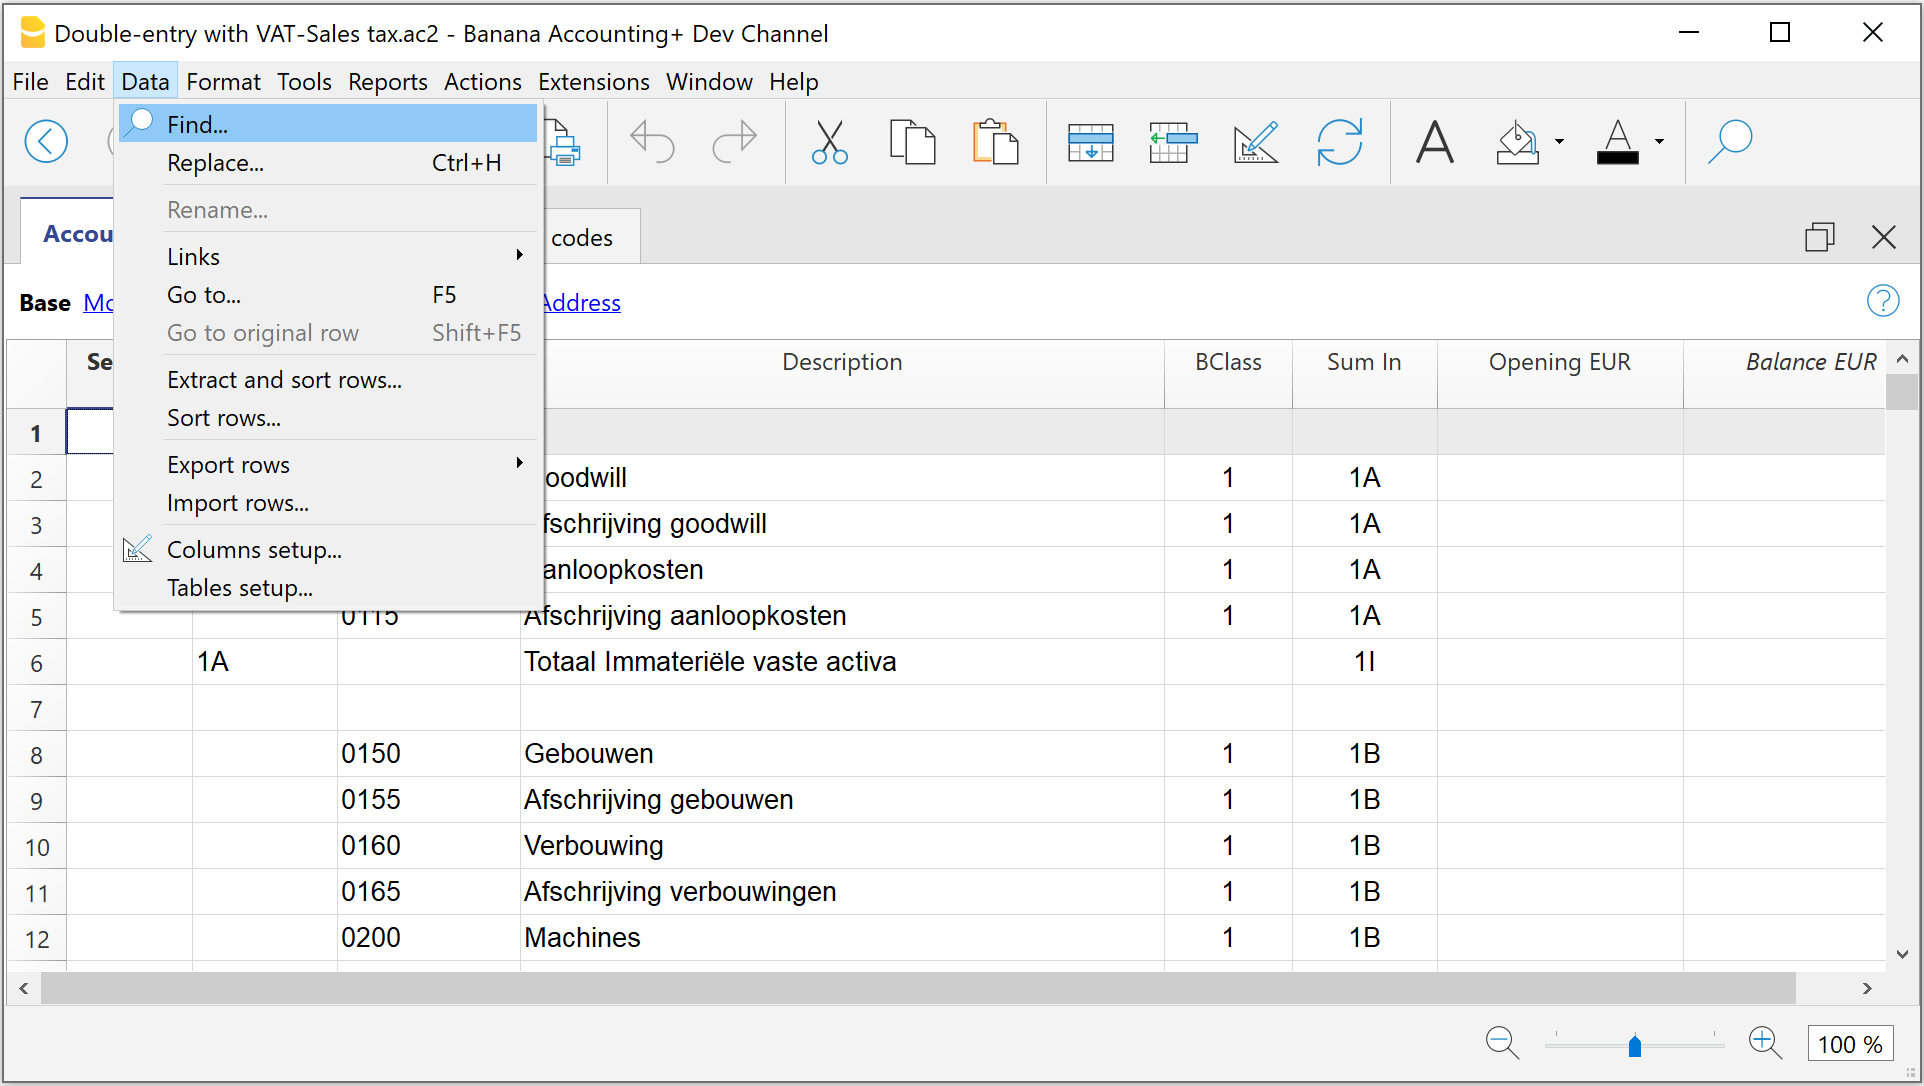 Double-entry with VAT-Sales tax.ac2 - Banana Accounting+ Dev Channel
File Edit Data Format Tools Reports Actions Extensions Window Help
Find...
Replace... Ctrl+H
Rename...
Links
Go to... F5
Go to original row Shift+F5
Extract and sort rows...
Sort rows...
Export rows
Import rows...
Columns setup...
Tables setup...
Accou codes
Base Mo Address
Se Description BClass Sum In Opening EUR Balance EUR
1
2 oodwill 1 1A
3 fschrijving goodwill 1 1A
4 anloopkosten 1 1A
5 0115 Afschrijving aanloopkosten 1 1A
6 1A Totaal Immateriële vaste activa 1I
7
8 0150 Gebouwen 1 1B
9 0155 Afschrijving gebouwen 1 1B
10 0160 Verbouwing 1 1B
11 0165 Afschrijving verbouwingen 1 1B
12 0200 Machines 1 1B
100 %